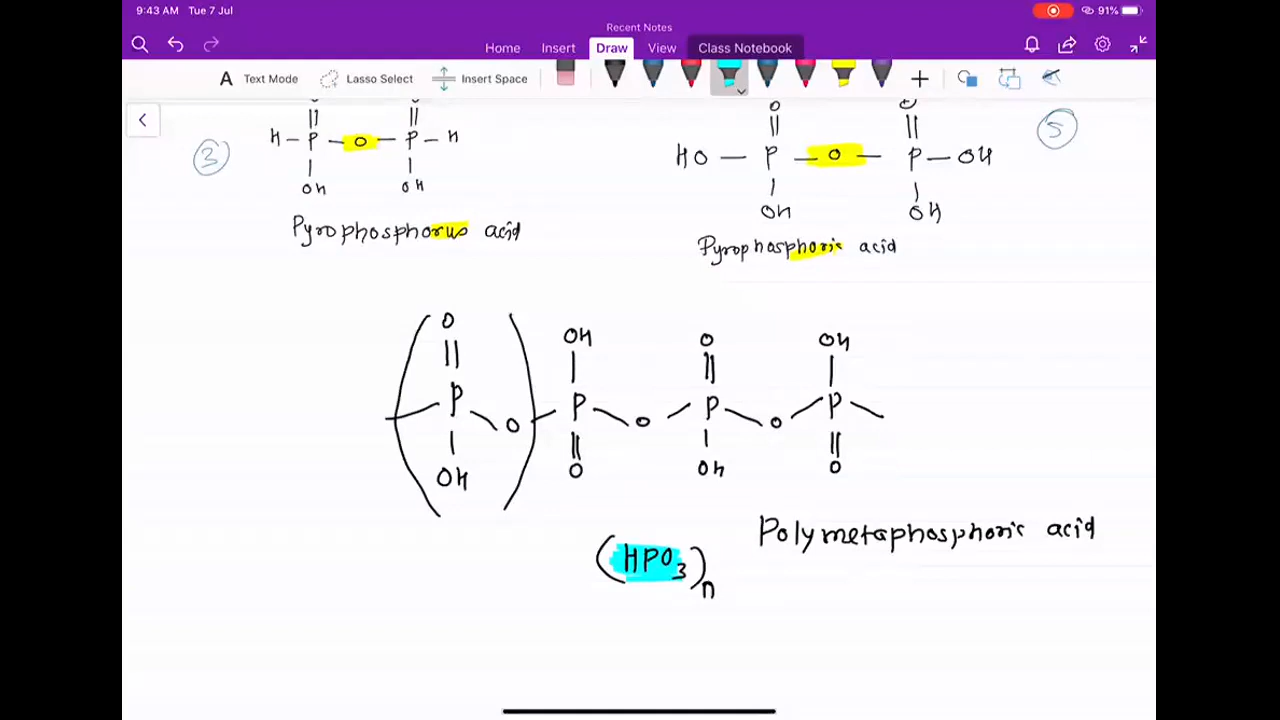 9:43 AM Tue 7 Jul
91%
Recent Notes
Home Insert Draw View Class Notebook
A Text Mode Lasso Select Insert Space
O O
|| ||
H – P – O – P – H
| |
OH OH
3
Pyrophosphorus acid
O O
|| ||
HO – P – O – P – OH
| |
OH OH
5
Pyrophosphoric acid
O OH O OH
|| | || |
P O P O P O P
| || | ||
OH O OH O
Polymetaphosphoric acid
(HPO3)n